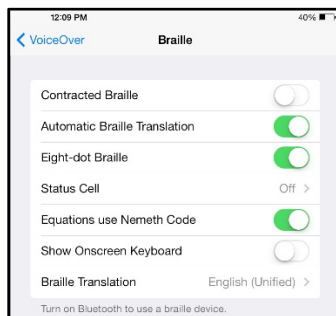 12:09 PM 40%
VoiceOver Braille
Contracted Braille
Automatic Braille Translation
Eight-dot Braille
Status Cell Off
Equations use Nemeth Code
Show Onscreen Keyboard
Braille Translation English (Unified)
Turn on Bluetooth to use a braille device.